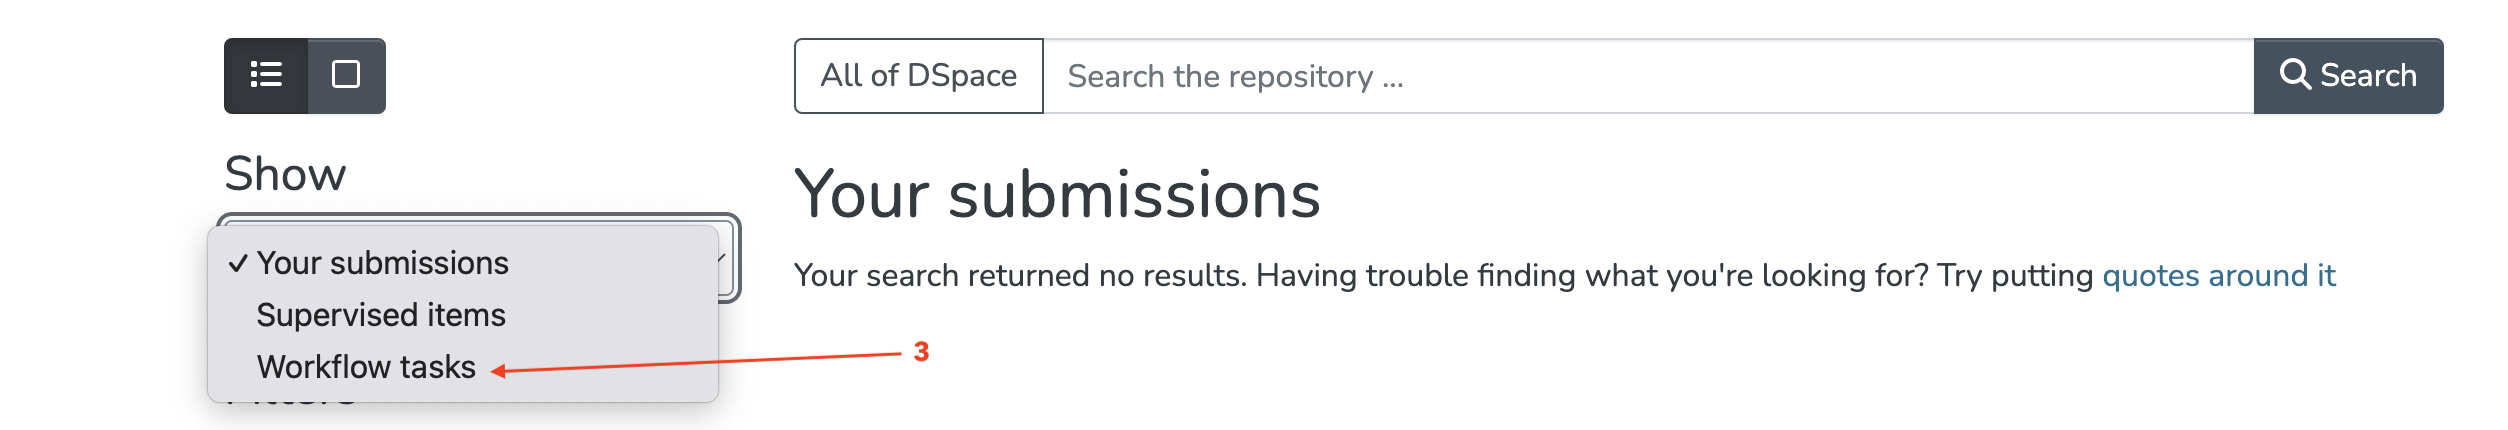 All of DSpace
Search the repository ...
Search
Show
Your submissions
Supervised items
Workflow tasks
3
Your submissions
Your search returned no results. Having trouble finding what you're looking for? Try putting quotes around it